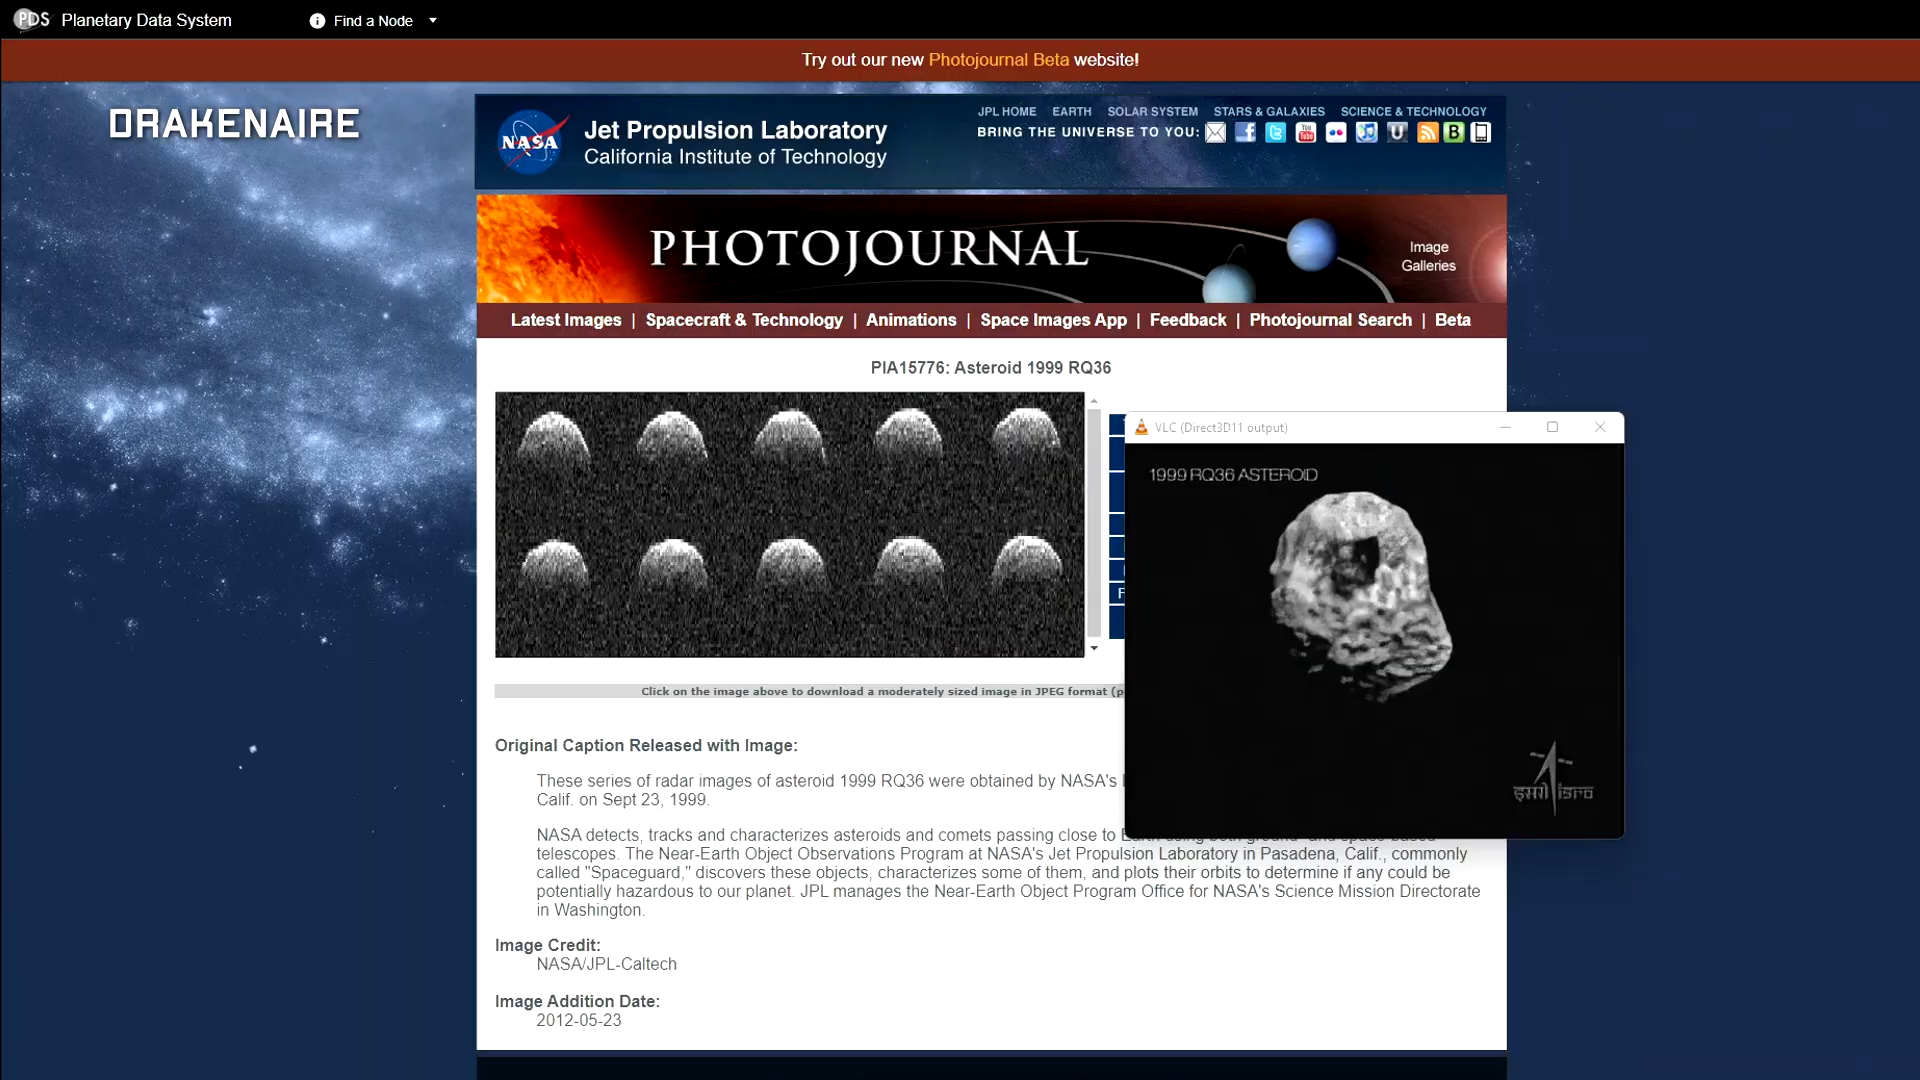 PDS Planetary Data System
Find a Node
Try out our new Photojournal Beta website!
DRAKENAIRE
NASA
Jet Propulsion Laboratory
California Institute of Technology
JPL HOME EARTH SOLAR SYSTEM STARS & GALAXIES SCIENCE & TECHNOLOGY
BRING THE UNIVERSE TO YOU:
PHOTOJOURNAL
Image
Galleries
Latest Images | Spacecraft & Technology | Animations | Space Images App | Feedback | Photojournal Search | Beta
PIA15776: Asteroid 1999 RQ36
VLC (Direct3D11 output)
1999 RQ36 ASTEROID
इसरो isro
Click on the image above to download a moderately sized image in JPEG format
Original Caption Released with Image:
These series of radar images of asteroid 1999 RQ36 were obtained by NASA's
Calif. on Sept 23, 1999.
NASA detects, tracks and characterizes asteroids and comets passing close to Earth using both ground- and space-based
telescopes. The Near-Earth Object Observations Program at NASA's Jet Propulsion Laboratory in Pasadena, Calif., commonly
called "Spaceguard," discovers these objects, characterizes some of them, and plots their orbits to determine if any could be
potentially hazardous to our planet. JPL manages the Near-Earth Object Program Office for NASA's Science Mission Directorate
in Washington.
Image Credit:
NASA/JPL-Caltech
Image Addition Date:
2012-05-23